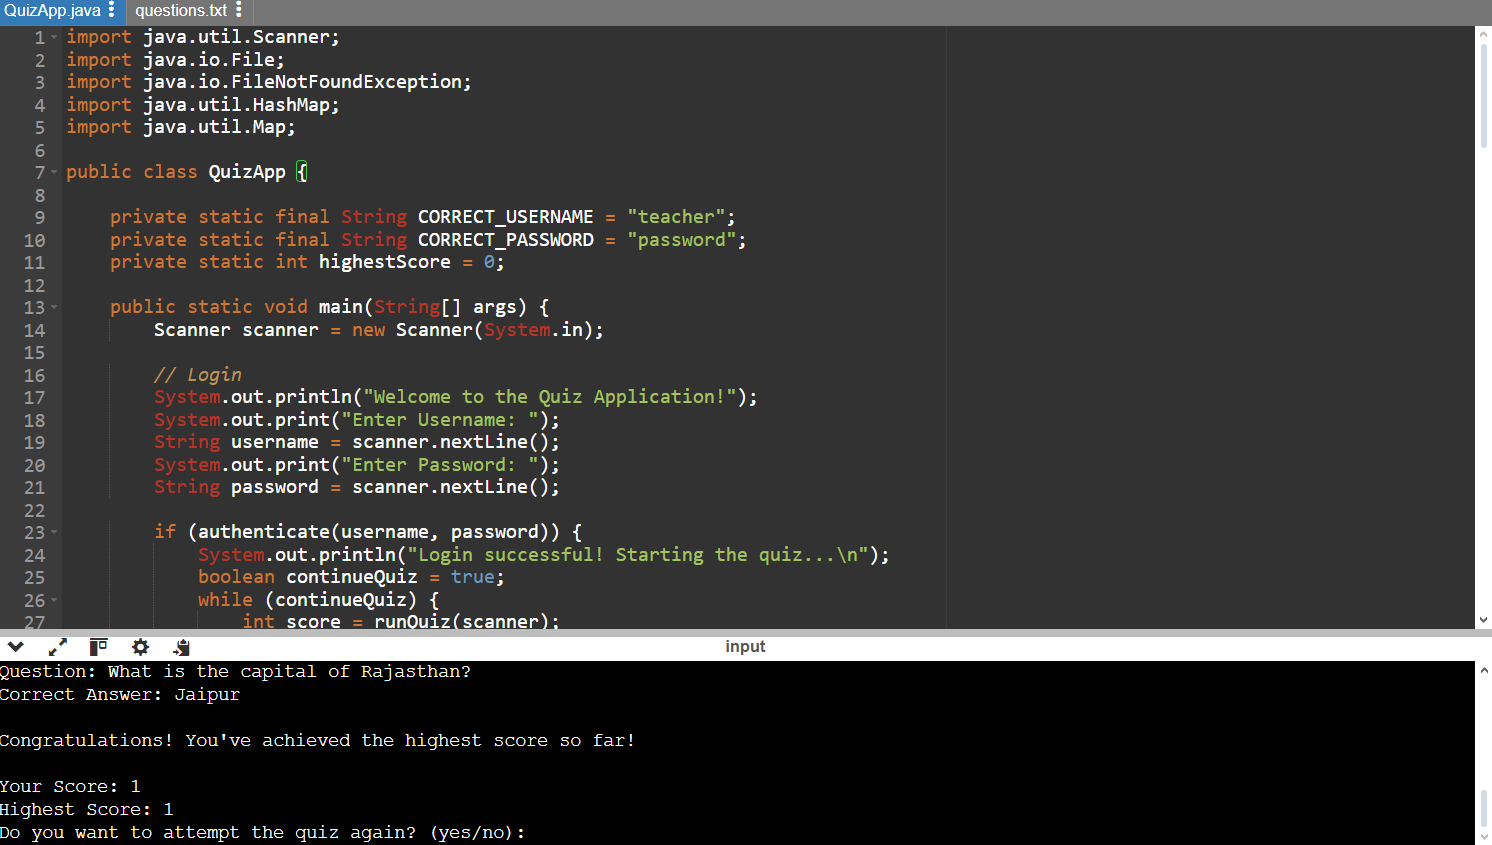 QuizApp.java questions.txt
1 import java.util.Scanner;
2 import java.io.File;
3 import java.io.FileNotFoundException;
4 import java.util.HashMap;
5 import java.util.Map;
6
7 public class QuizApp {
8
9     private static final String CORRECT_USERNAME = "teacher";
10     private static final String CORRECT_PASSWORD = "password";
11     private static int highestScore = 0;
12
13     public static void main(String[] args) {
14         Scanner scanner = new Scanner(System.in);
15
16         // Login
17         System.out.println("Welcome to the Quiz Application!");
18         System.out.print("Enter Username: ");
19         String username = scanner.nextLine();
20         System.out.print("Enter Password: ");
21         String password = scanner.nextLine();
22
23         if (authenticate(username, password)) {
24             System.out.println("Login successful! Starting the quiz...\n");
25             boolean continueQuiz = true;
26             while (continueQuiz) {
27                 int score = runQuiz(scanner);
input
Question: What is the capital of Rajasthan?
Correct Answer: Jaipur
Congratulations! You've achieved the highest score so far!
Your Score: 1
Highest Score: 1
Do you want to attempt the quiz again? (yes/no):